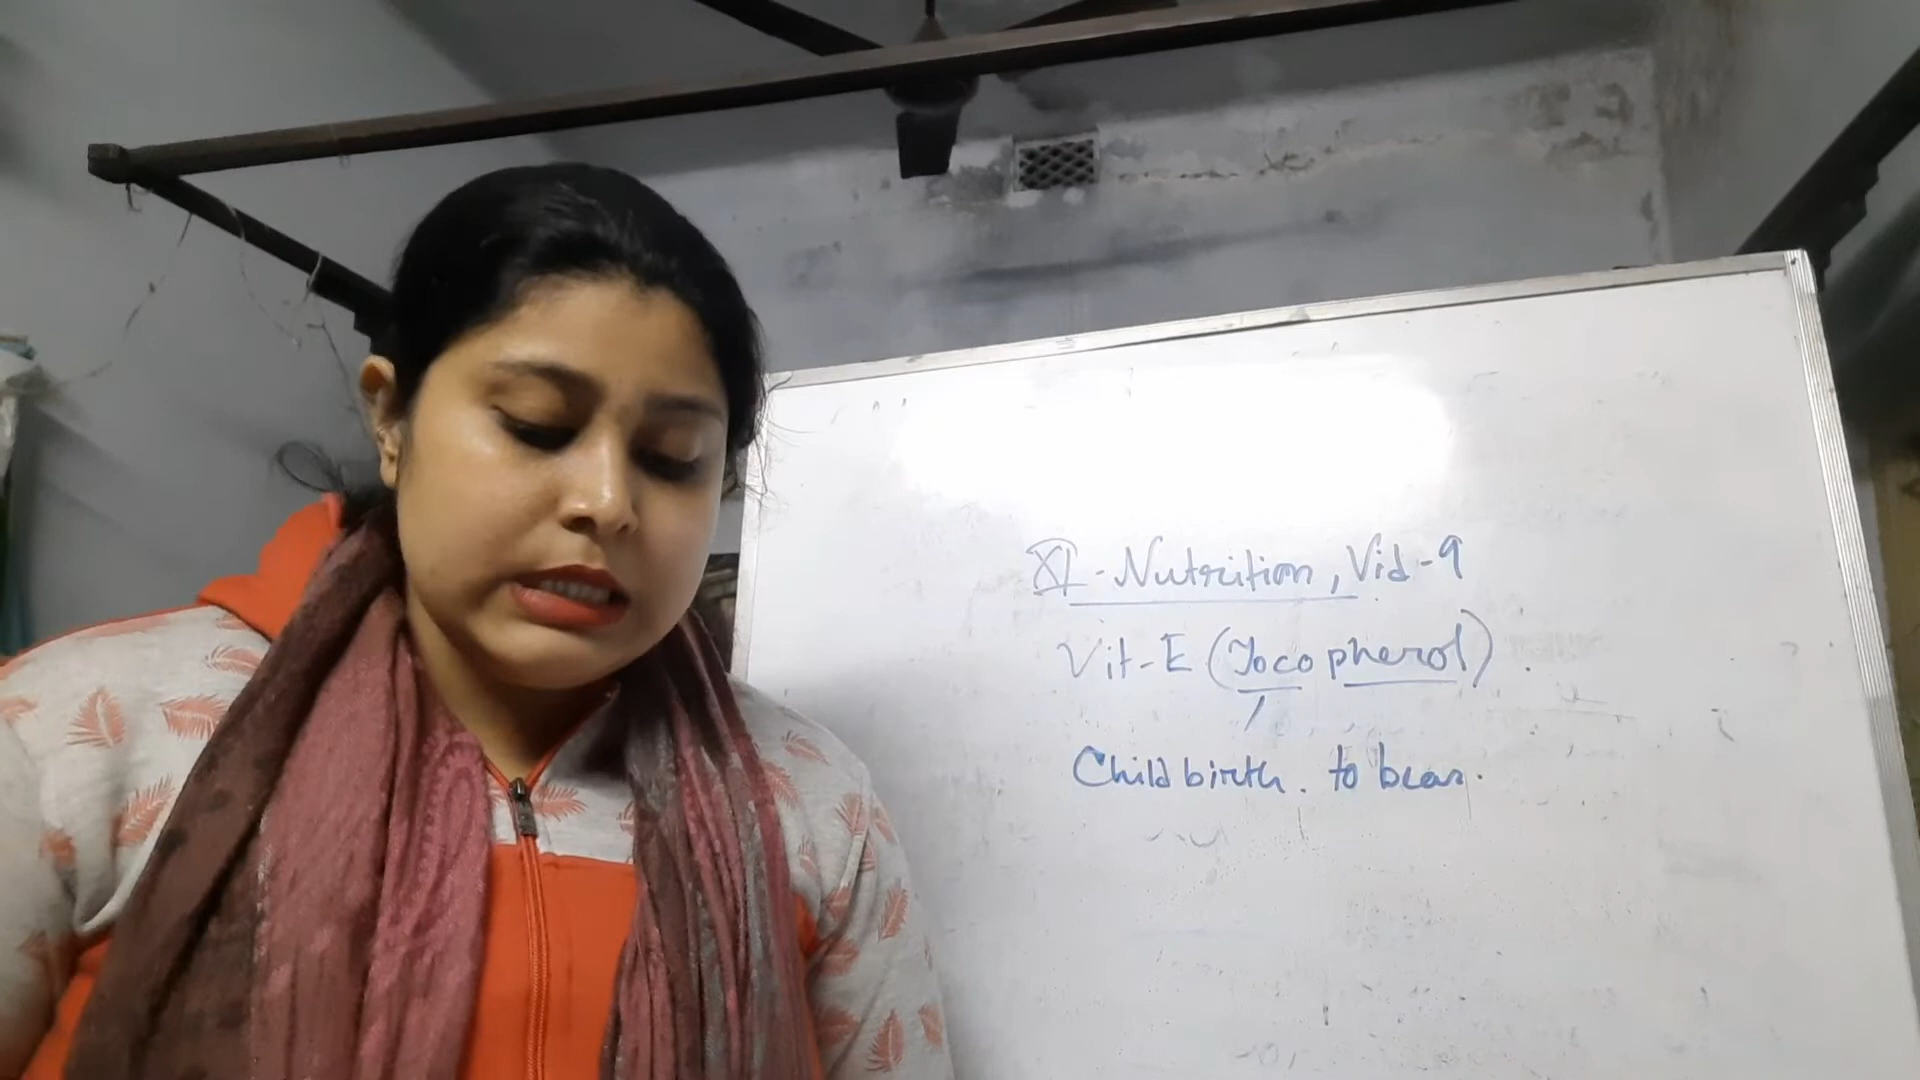 XI - Nutrition, Vid-9
Vit-E (Tocopherol).
Child birth. to bear.